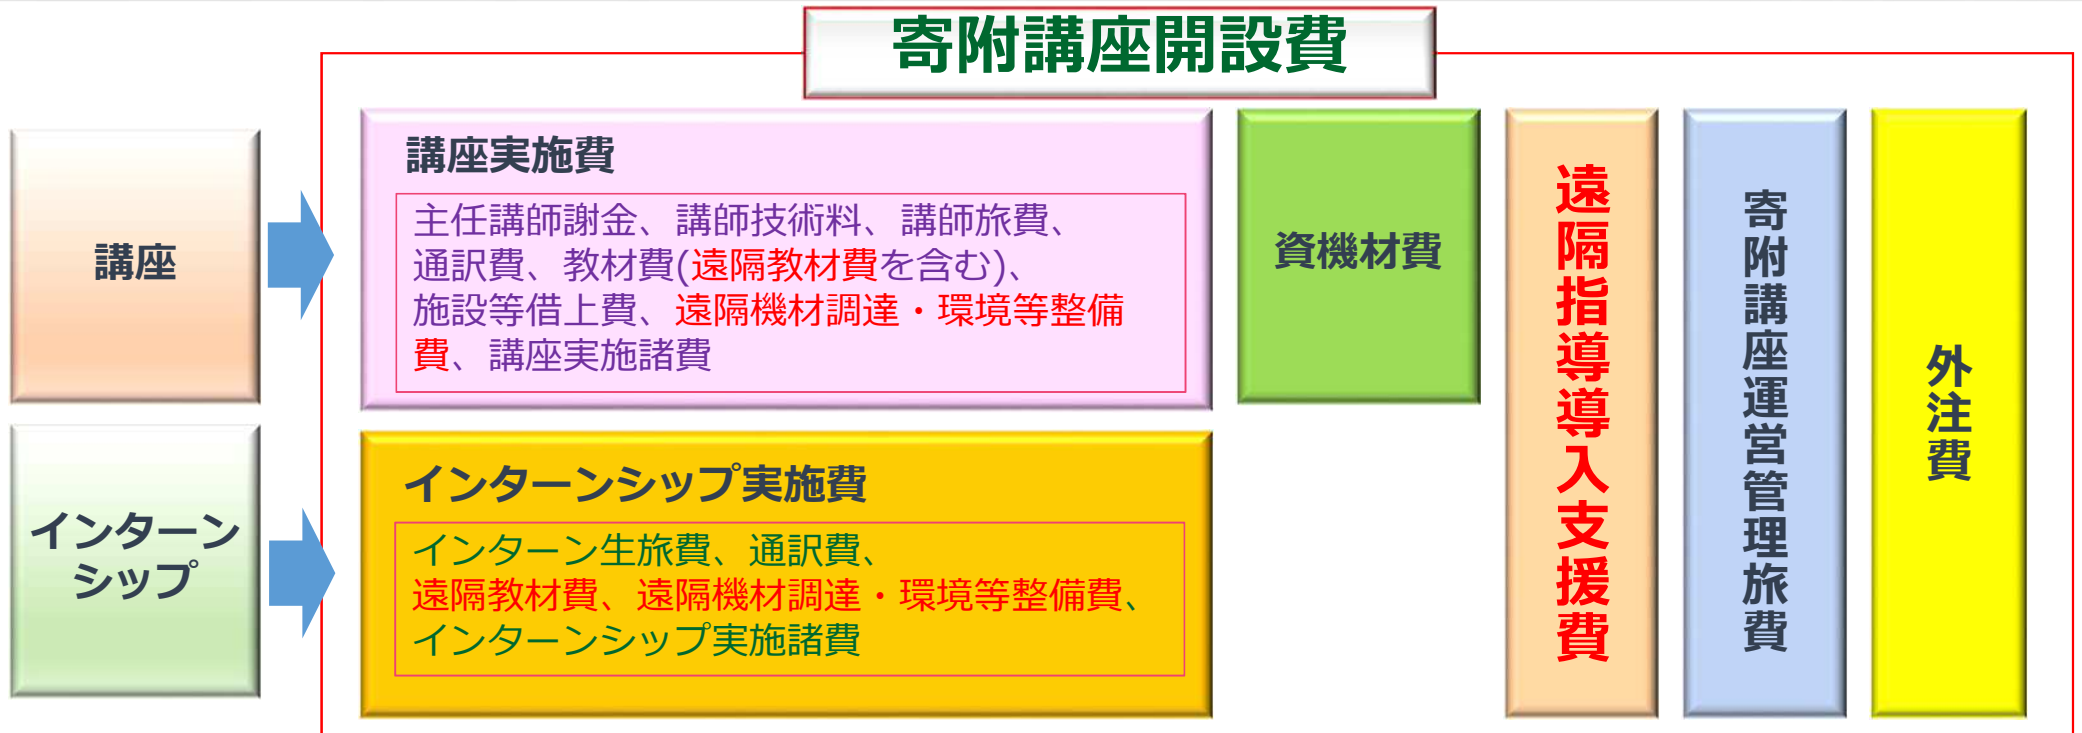 寄附講座開設費
講座
講座実施費
主任講師謝金、講師技術料、講師旅費、
通訳費、教材費(遠隔教材費を含む)、
施設等借上費、遠隔機材調達・環境等整備
費、講座実施諸費
資機材費
遠隔指導導入支援費
寄附講座運営管理旅費
外注費
インターン
シップ
インターンシップ実施費
インターン生旅費、通訳費、
遠隔教材費、遠隔機材調達・環境等整備費、
インターンシップ実施諸費